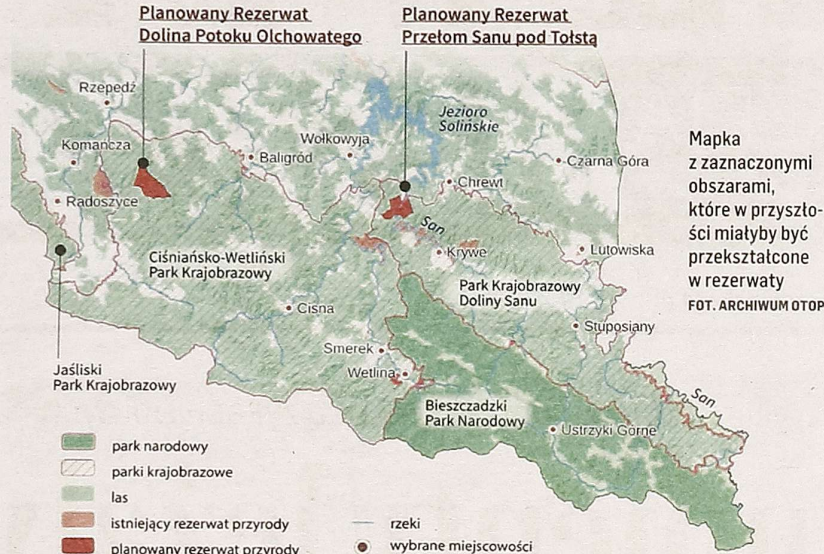 Planowany Rezerwat
Dolina Potoku Olchowatego
Planowany Rezerwat
Przełom Sanu pod Tołstą
Rzepedź
Komańcza
Radoszyce
Wołkowyja
Baligród
Jezioro
Solińskie
Chrewt
Czarna Góra
San
Krywe
Lutowiska
Ciśniańsko-Wetliński
Park Krajobrazowy
Park Krajobrazowy
Doliny Sanu
Cisna
Stuposiany
Smerek
Wetlina
Jaśliski
Park Krajobrazowy
Bieszczadzki
Park Narodowy
San
Ustrzyki Górne
Mapka
z zaznaczonymi
obszarami,
które w przyszło-
ści miałyby być
przekształcone
w rezerwaty
FOT. ARCHIWUM OTOP
park narodowy
parki krajobrazowe
las
istniejący rezerwat przyrody
planowany rezerwat przyrody
rzeki
wybrane miejscowości